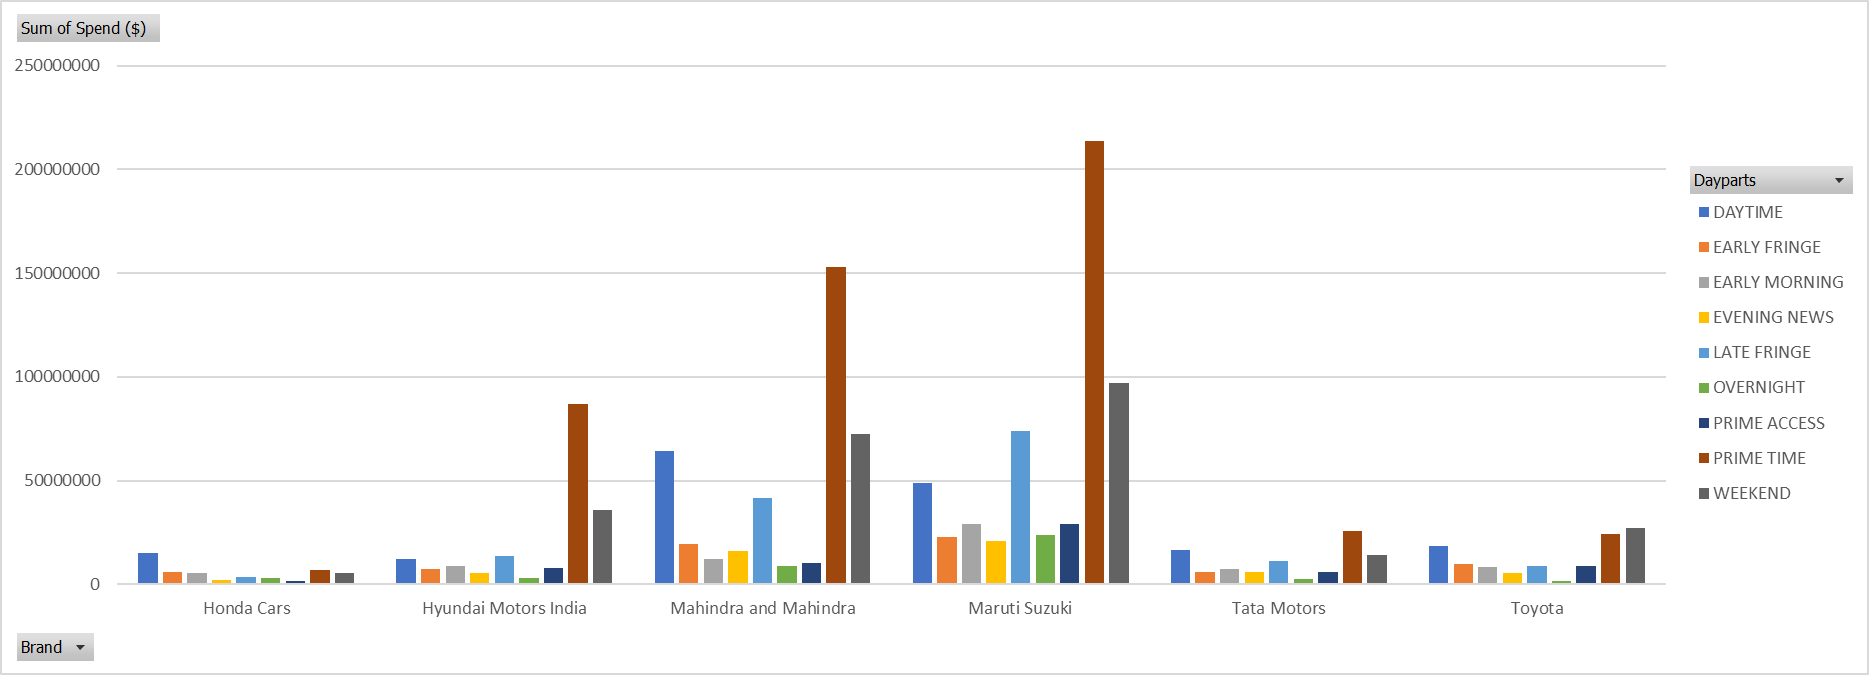 Sum of Spend ($)
250000000
200000000
150000000
100000000
50000000
0
Honda Cars
Hyundai Motors India
Mahindra and Mahindra
Maruti Suzuki
Tata Motors
Toyota
Dayparts
DAYTIME
EARLY FRINGE
EARLY MORNING
EVENING NEWS
LATE FRINGE
OVERNIGHT
PRIME ACCESS
PRIME TIME
WEEKEND
Brand